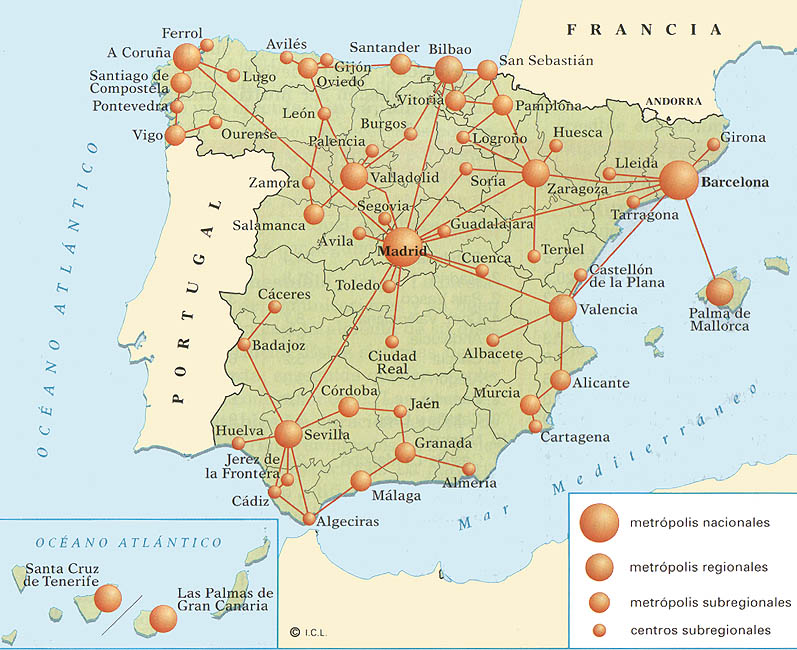 FRANCIA
Ferrol
A Coruña
Avilés
Gijón
Oviedo
Santander
Bilbao
San Sebastián
Santiago de
Compostela
Lugo
Vitoria
Pamplona
ANDORRA
Pontevedra
León
Burgos
Logroño
Huesca
Girona
Vigo
Ourense
Palencia
Lleida
Valladolid
Soria
Zaragoza
Barcelona
Zamora
Segovia
Tarragona
Salamanca
Guadalajara
Ávila
Madrid
Teruel
Cuenca
Castellón
de la Plana
Toledo
Cáceres
Valencia
Palma de
Mallorca
Badajoz
Ciudad
Real
Albacete
Alicante
Córdoba
Jaén
Murcia
Huelva
Sevilla
Cartagena
Granada
Jerez de
la Frontera
Almería
Cádiz
Málaga
Algeciras
PORTUGAL
OCÉANO ATLÁNTICO
Mar Mediterráneo
OCÉANO ATLÁNTICO
Santa Cruz
de Tenerife
Las Palmas de
Gran Canaria
© I.C.L.
metrópolis nacionales
metrópolis regionales
metrópolis subregionales
centros subregionales